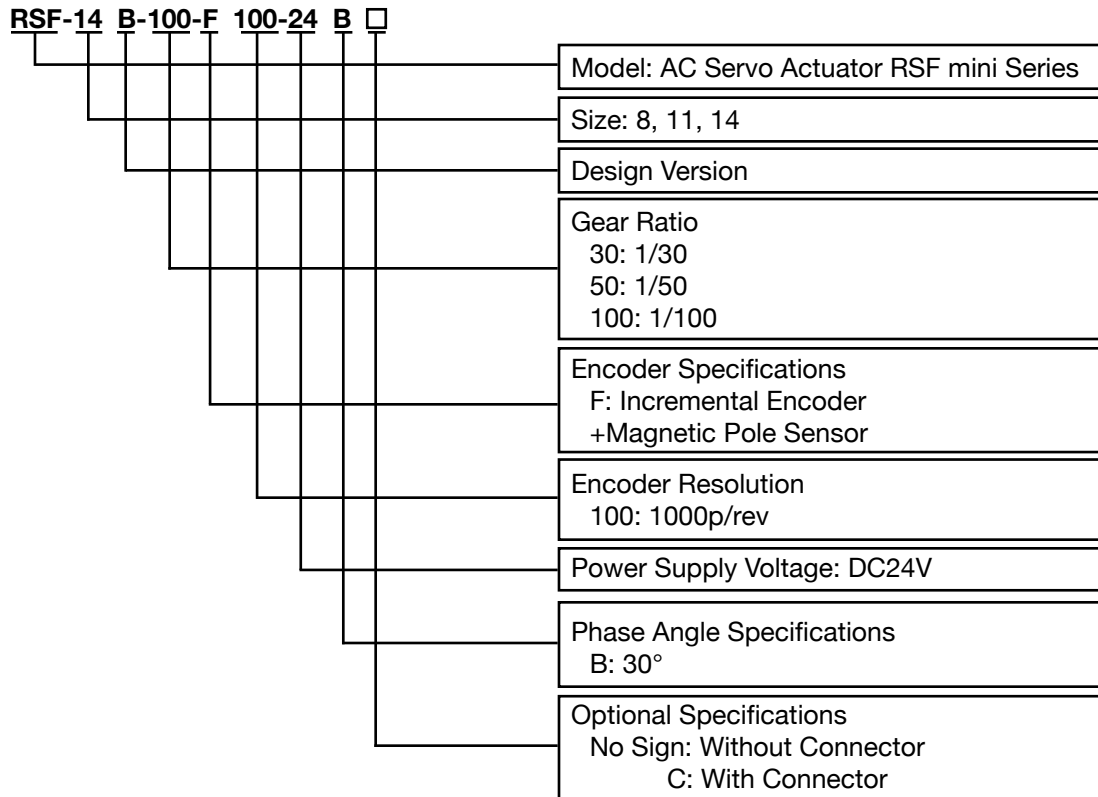 RSF-14 B-100-F 100-24 B □
Model: AC Servo Actuator RSF mini Series
Size: 8, 11, 14
Design Version
Gear Ratio
30: 1/30
50: 1/50
100: 1/100
Encoder Specifications
F: Incremental Encoder
+Magnetic Pole Sensor
Encoder Resolution
100: 1000p/rev
Power Supply Voltage: DC24V
Phase Angle Specifications
B: 30°
Optional Specifications
No Sign: Without Connector
C: With Connector